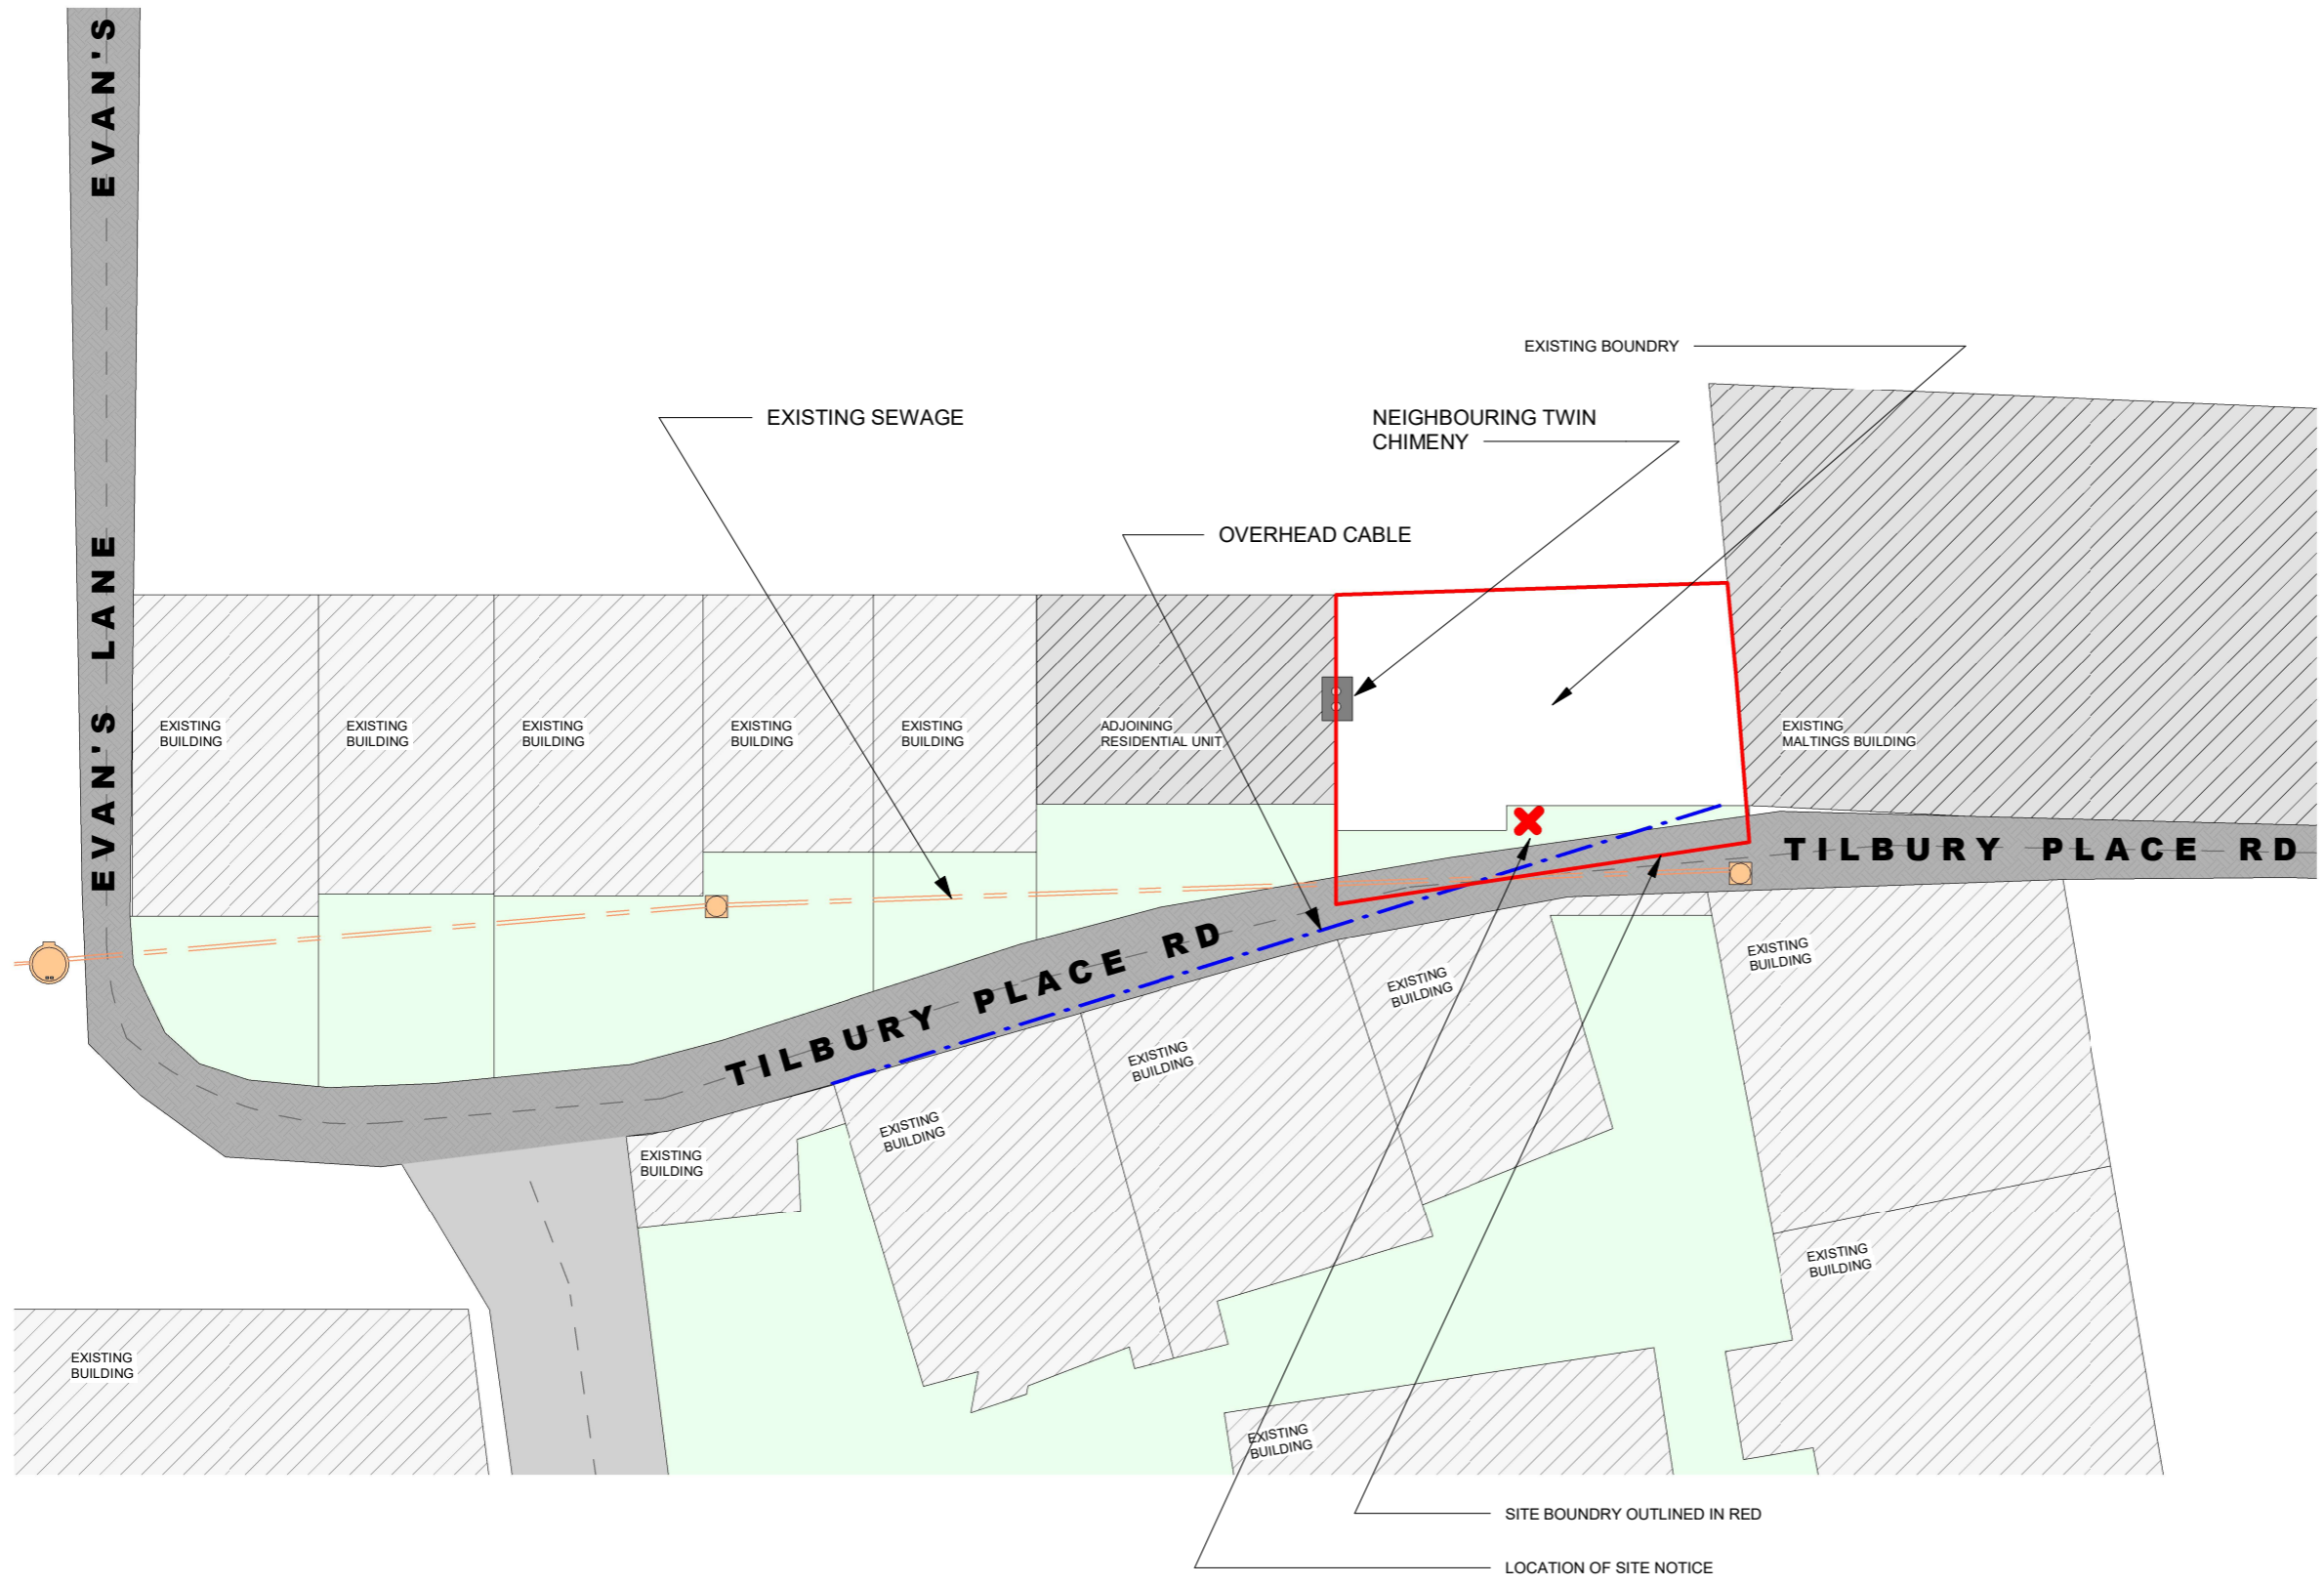 EVAN'S
EXISTING BOUNDRY
EXISTING SEWAGE
NEIGHBOURING TWIN
CHIMENY
OVERHEAD CABLE
EVAN'S LANE
EXISTING
BUILDING
EXISTING
BUILDING
EXISTING
BUILDING
EXISTING
BUILDING
EXISTING
BUILDING
ADJOINING
RESIDENTIAL UNIT
EXISTING
MALTINGS BUILDING
TILBURY PLACE RD
TILBURY PLACE RD
EXISTING
BUILDING
EXISTING
BUILDING
EXISTING
BUILDING
EXISTING
BUILDING
EXISTING
BUILDING
EXISTING
BUILDING
EXISTING
BUILDING
EXISTING
BUILDING
SITE BOUNDRY OUTLINED IN RED
LOCATION OF SITE NOTICE